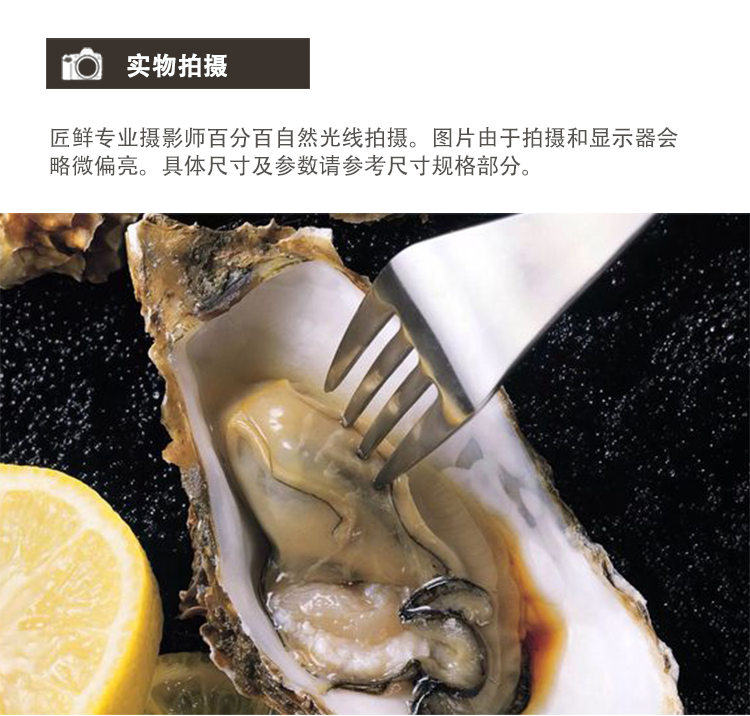 实物拍摄
匠鲜专业摄影师百分百自然光线拍摄。图片由于拍摄和显示器会
略微偏亮。具体尺寸及参数请参考尺寸规格部分。